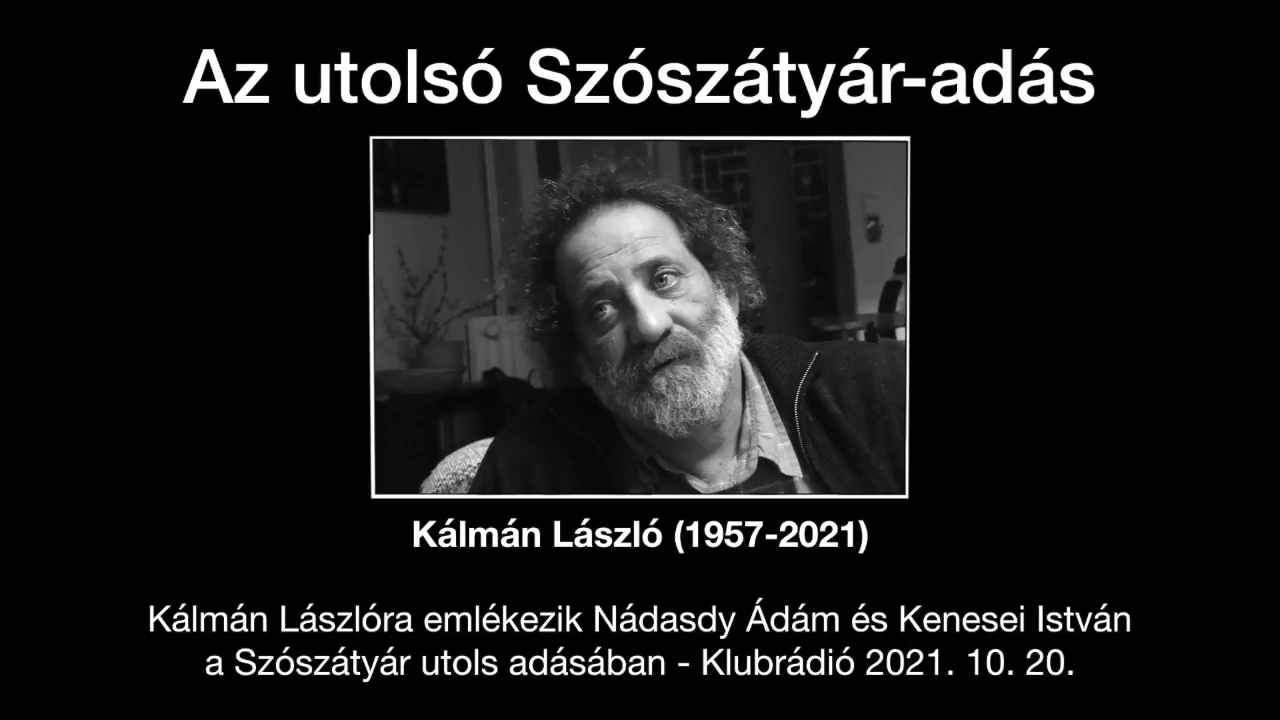 Az utolsó Szószátyár-adás
Kálmán László (1957-2021)
Kálmán Lászlóra emlékezik Nádasdy Ádám és Kenesei István
a Szószátyár utols adásában - Klubrádió 2021. 10. 20.